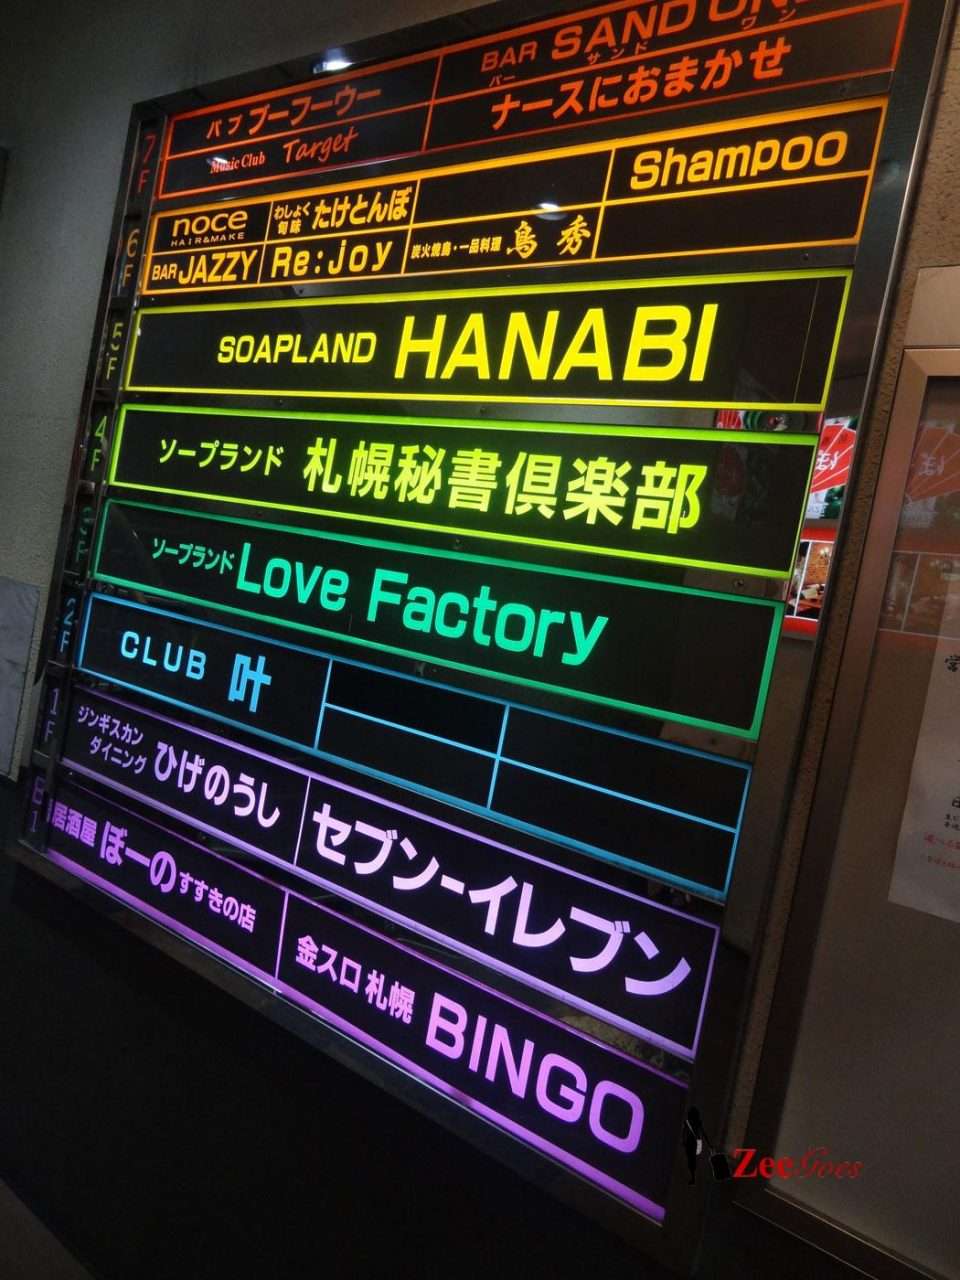 7F
パブ ブーフーウー
Music Club Target
BAR SAND ONE
バー サンド ワン
ナースにおまかせ
6F
noce
HAIR&MAKE
わしょく
旬味 たけとんぼ
Shampoo
BAR JAZZY
Re:joy
炭火焼鳥・一品料理 鳥秀
5F
SOAPLAND HANABI
4F
ソープランド 札幌秘書倶楽部
3F
ソープランド Love Factory
2F
CLUB 叶
1F
ジンギスカン
ダイニング ひげのうし
セブン-イレブン
B1
居酒屋 ぼーの すすきの店
金スロ 札幌 BINGO
ZeeGoes